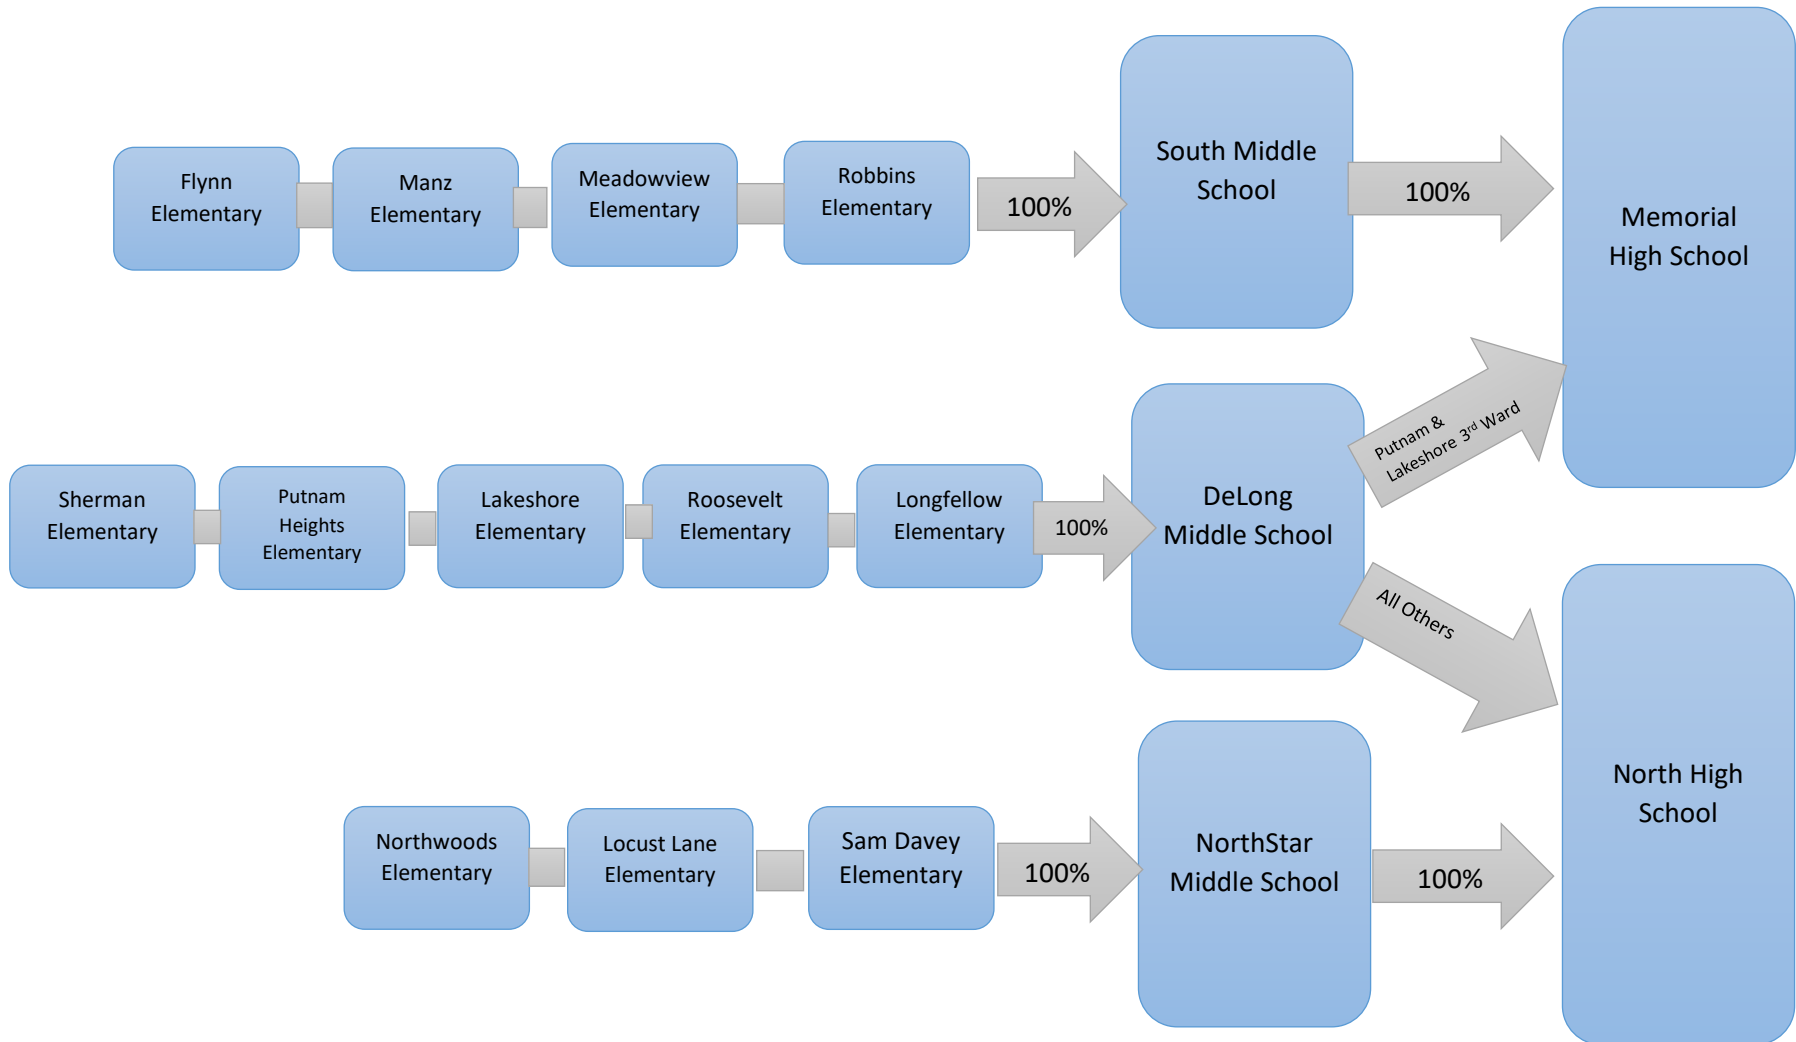 Flynn
Elementary
Manz
Elementary
Meadowview
Elementary
Robbins
Elementary
100%
South Middle
School
100%
Memorial
High School
Sherman
Elementary
Putnam
Heights
Elementary
Lakeshore
Elementary
Roosevelt
Elementary
Longfellow
Elementary
100%
DeLong
Middle School
Putnam &
Lakeshore 3rd Ward
All Others
Northwoods
Elementary
Locust Lane
Elementary
Sam Davey
Elementary
100%
NorthStar
Middle School
100%
North High
School